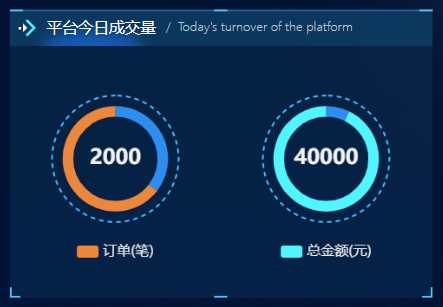 平台今日成交量 / Today's turnover of the platform
2000 40000
订单(笔) 总金额(元)